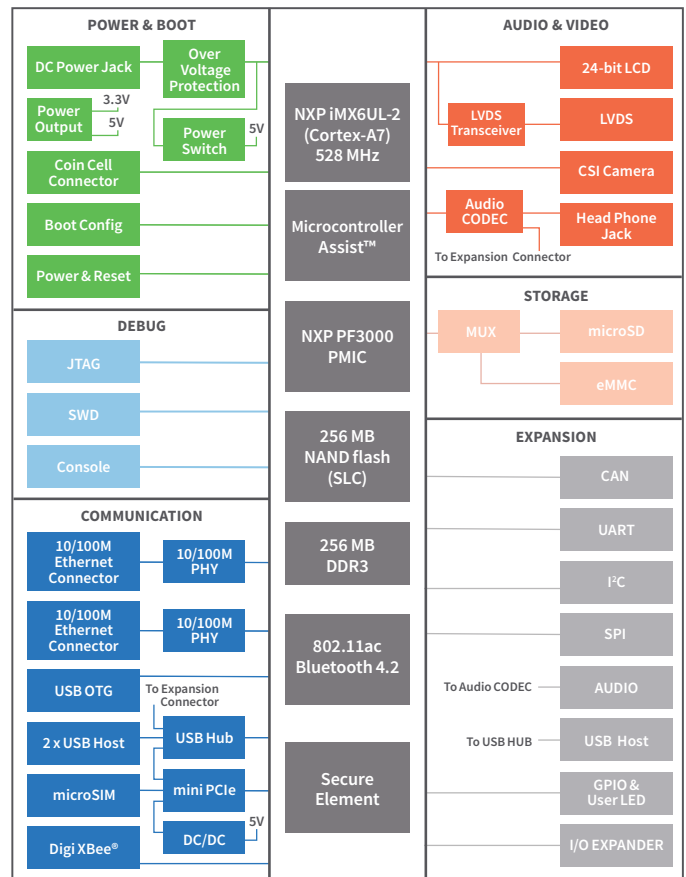 POWER & BOOT
DC Power Jack
Over
Voltage
Protection
Power
Output
3.3V
5V
Power
Switch
5V
Coin Cell
Connector
Boot Config
Power & Reset
DEBUG
JTAG
SWD
Console
COMMUNICATION
10/100M
Ethernet
Connector
10/100M
PHY
10/100M
Ethernet
Connector
10/100M
PHY
USB OTG
To Expansion
Connector
2 x USB Host
USB Hub
microSIM
mini PCIe
Digi XBee®
DC/DC
5V
NXP iMX6UL-2
(Cortex-A7)
528 MHz
Microcontroller
Assist™
NXP PF3000
PMIC
256 MB
NAND flash
(SLC)
256 MB
DDR3
802.11ac
Bluetooth 4.2
Secure
Element
AUDIO & VIDEO
24-bit LCD
LVDS
Transceiver
LVDS
CSI Camera
Audio
CODEC
Head Phone
Jack
To Expansion Connector
STORAGE
MUX
microSD
eMMC
EXPANSION
CAN
UART
I²C
SPI
To Audio CODEC
AUDIO
To USB HUB
USB Host
GPIO &
User LED
I/O EXPANDER